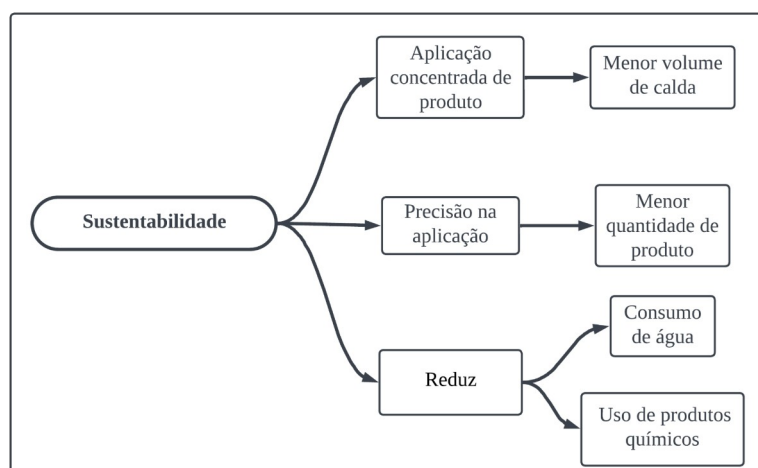 Aplicação
concentrada de
produto
Menor volume
de calda
Sustentabilidade
Precisão na
aplicação
Menor
quantidade de
produto
Reduz
Consumo
de água
Uso de produtos
químicos